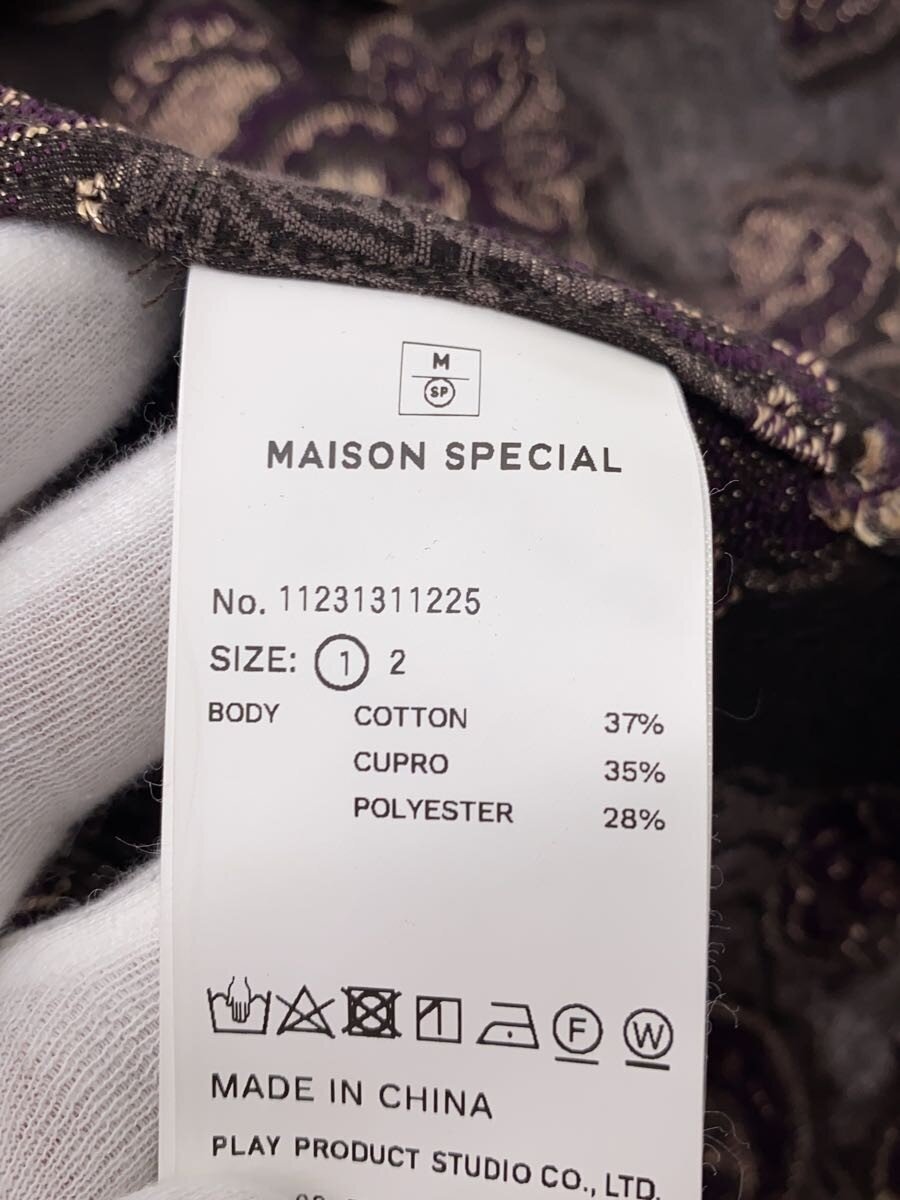 M
SP
MAISON SPECIAL
No. 11231311225
SIZE: 1 2
BODY COTTON 37%
CUPRO 35%
POLYESTER 28%
F W
MADE IN CHINA
PLAY PRODUCT STUDIO CO., LTD.